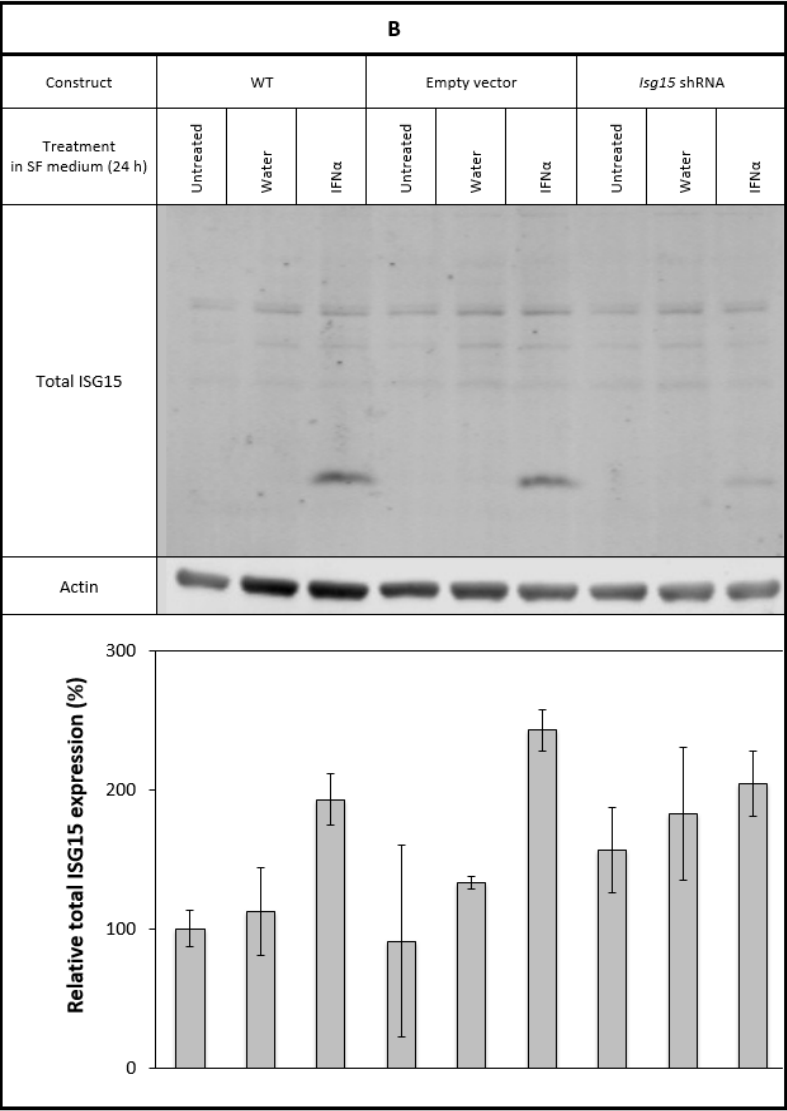 B
Construct
WT
Empty vector
Isg15 shRNA
Treatment
in SF medium (24 h)
Untreated
Water
IFNα
Untreated
Water
IFNα
Untreated
Water
IFNα
Total ISG15
Actin
Relative total ISG15 expression (%)
300
200
100
0